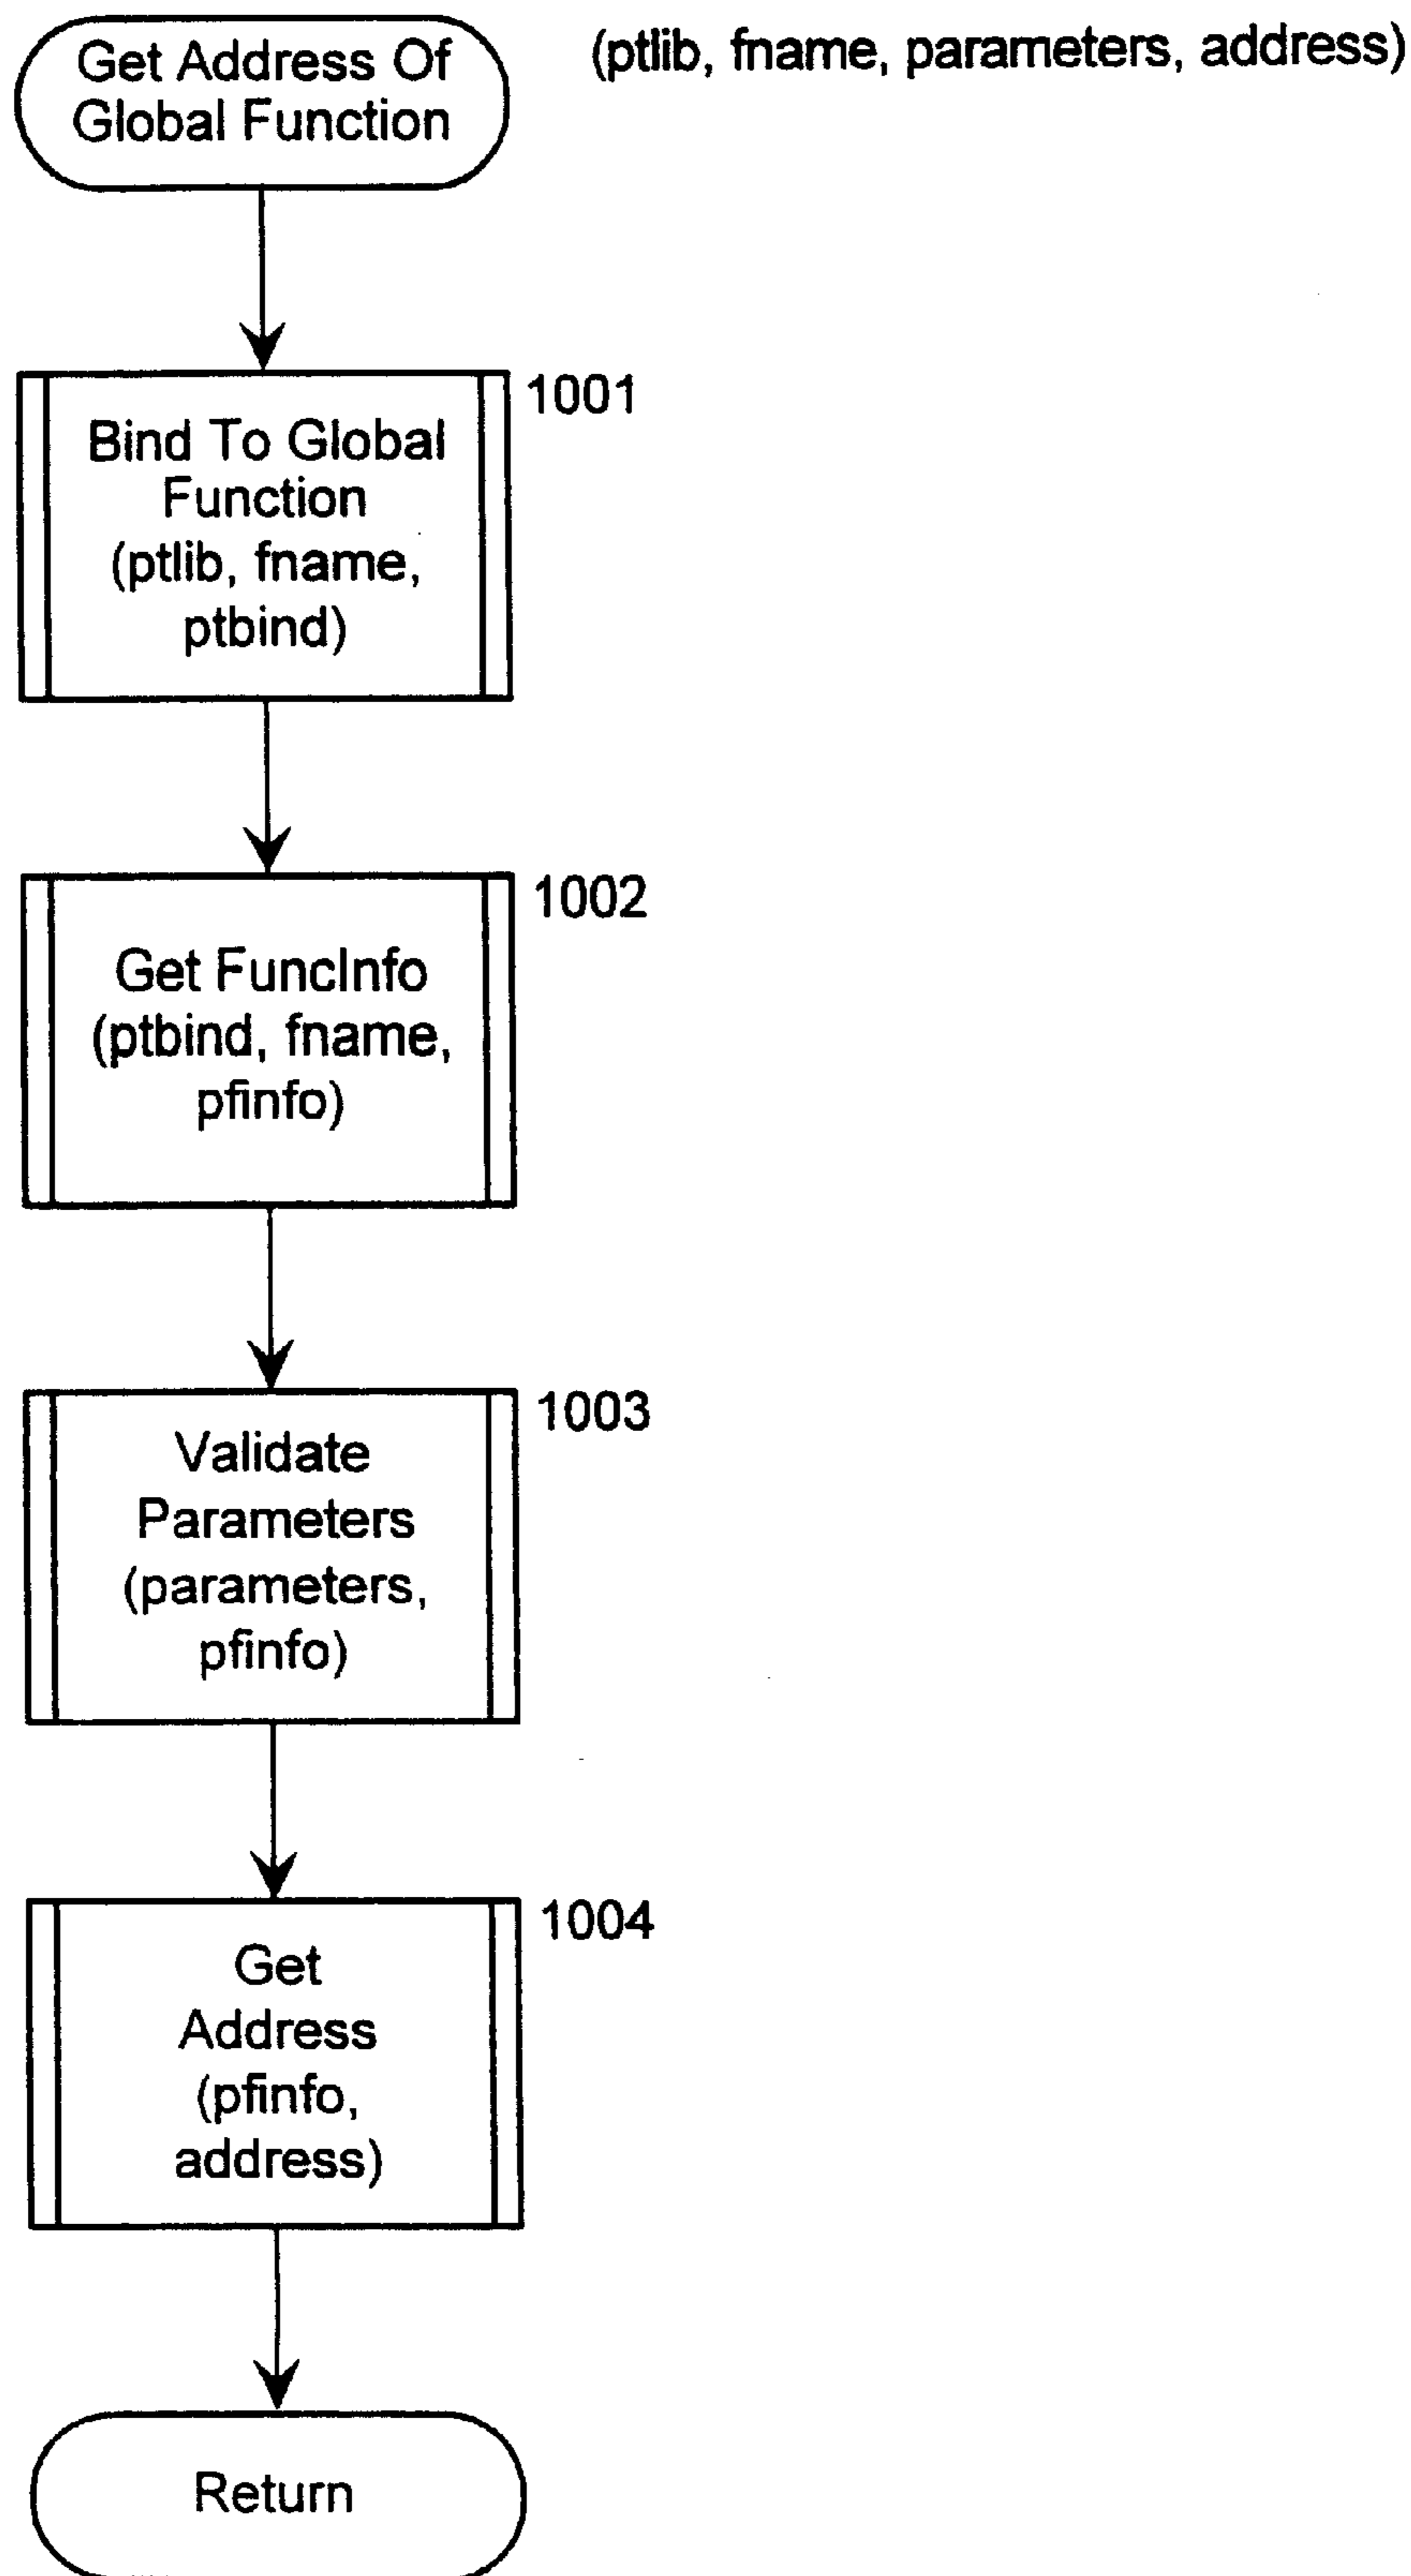 Get Address Of
Global Function
(ptlib, fname, parameters, address)
1001
Bind To Global
Function
(ptlib, fname,
ptbind)
1002
Get FuncInfo
(ptbind, fname,
pfinfo)
1003
Validate
Parameters
(parameters,
pfinfo)
1004
Get
Address
(pfinfo,
address)
Return